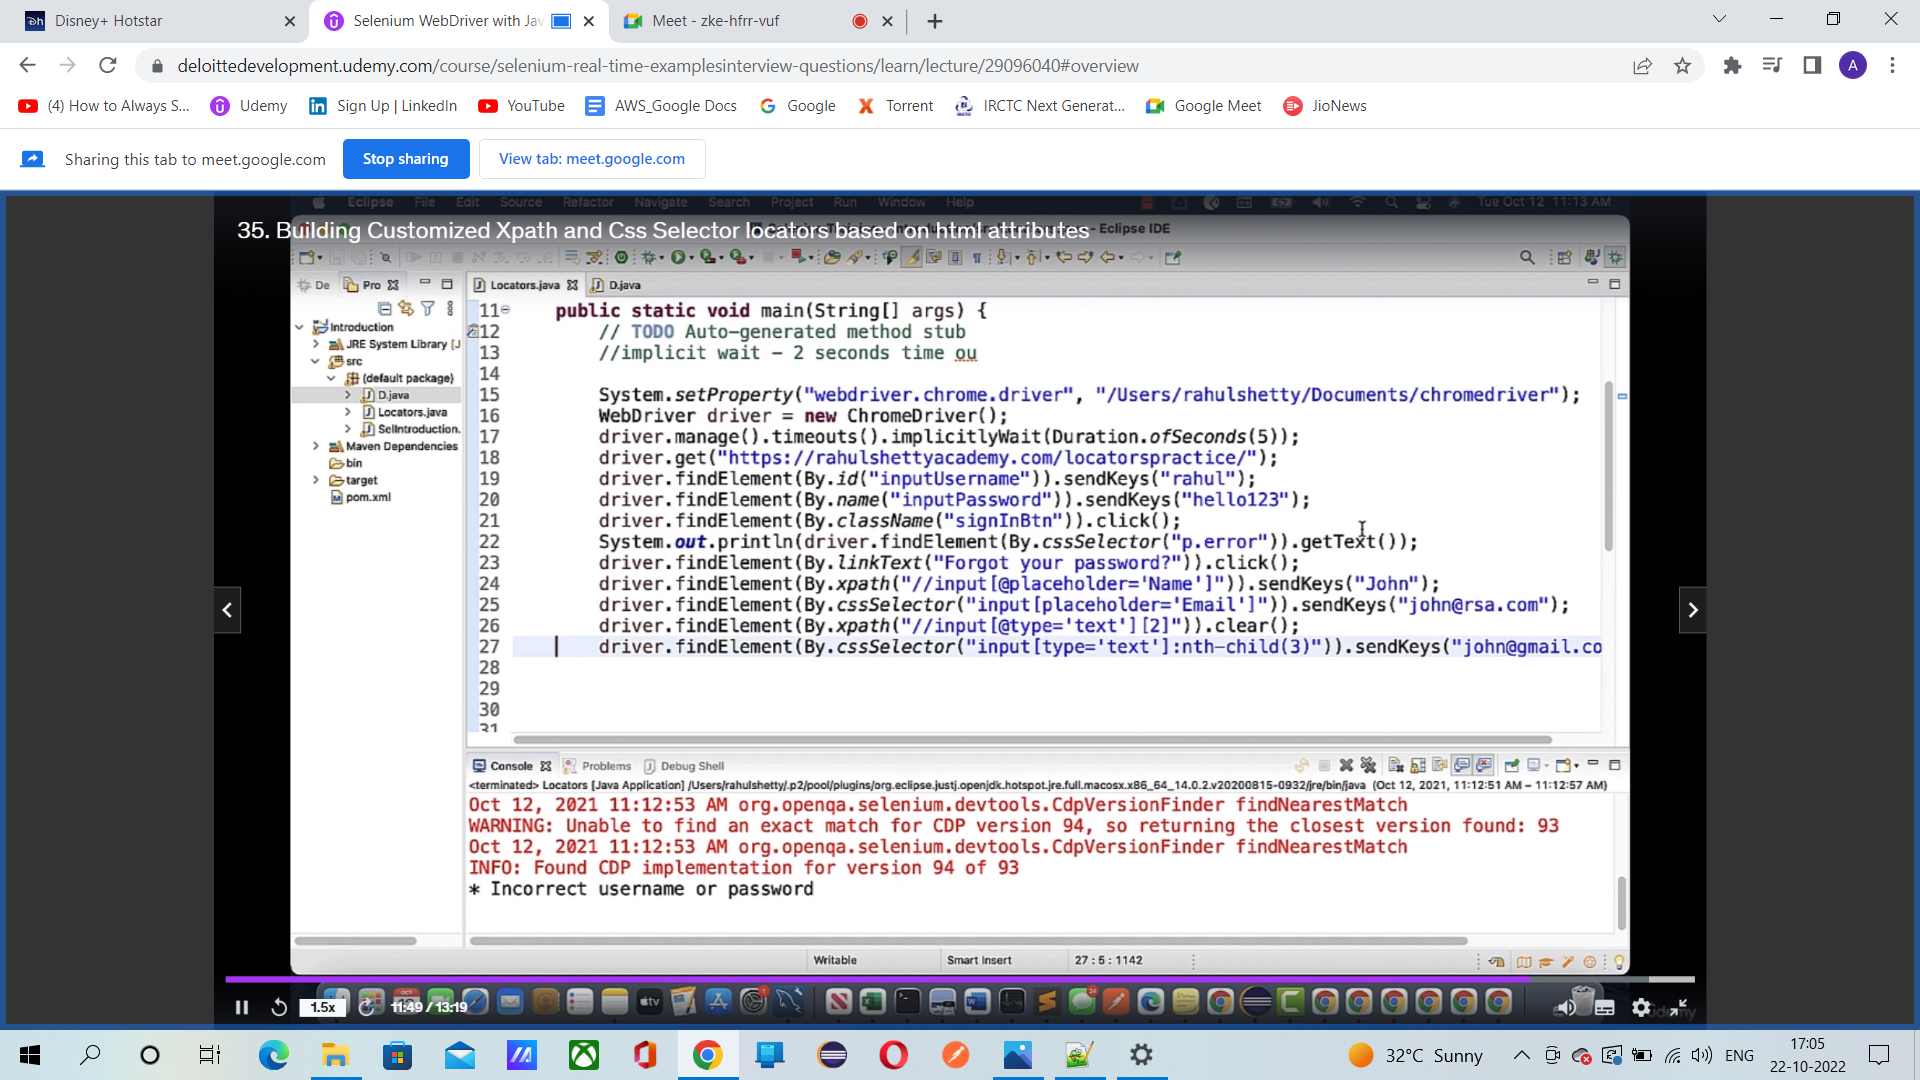 Disney+ Hotstar
Selenium WebDriver with Jav
Meet - zke-hfrr-vuf
deloittedevelopment.udemy.com/course/selenium-real-time-examplesinterview-questions/learn/lecture/29096040#overview
A
(4) How to Always S...
Udemy
Sign Up | LinkedIn
YouTube
AWS_Google Docs
Google
Torrent
IRCTC Next Generat...
Google Meet
JioNews
Sharing this tab to meet.google.com
Stop sharing
View tab: meet.google.com
Eclipse File Edit Source Refactor Navigate Search Project Run Window Help
Tue Oct 12 11:13 AM
35. Building Customized Xpath and Css Selector locators based on html attributes
- Eclipse IDE
De
Pro
Locators.java
D.java
Introduction
JRE System Library [J
src
(default package)
D.java
Locators.java
SelIntroduction.
Maven Dependencies
bin
target
pom.xml
11 public static void main(String[] args) {
12 // TODO Auto-generated method stub
13 //implicit wait - 2 seconds time ou
14
15 System.setProperty("webdriver.chrome.driver", "/Users/rahulshetty/Documents/chromedriver");
16 WebDriver driver = new ChromeDriver();
17 driver.manage().timeouts().implicitlyWait(Duration.ofSeconds(5));
18 driver.get("https://rahulshettyacademy.com/locatorspractice/");
19 driver.findElement(By.id("inputUsername")).sendKeys("rahul");
20 driver.findElement(By.name("inputPassword")).sendKeys("hello123");
21 driver.findElement(By.className("signInBtn")).click();
22 System.out.println(driver.findElement(By.cssSelector("p.error")).getText());
23 driver.findElement(By.linkText("Forgot your password?")).click();
24 driver.findElement(By.xpath("//input[@placeholder='Name']")).sendKeys("John");
25 driver.findElement(By.cssSelector("input[placeholder='Email']")).sendKeys("john@rsa.com");
26 driver.findElement(By.xpath("//input[@type='text'][2]")).clear();
27 driver.findElement(By.cssSelector("input[type='text']:nth-child(3)")).sendKeys("john@gmail.co
28
29
30
31
Console
Problems
Debug Shell
<terminated> Locators [Java Application] /Users/rahulshetty/.p2/pool/plugins/org.eclipse.justj.openjdk.hotspot.jre.full.macosx.x86_64_14.0.2.v20200815-0932/jre/bin/java (Oct 12, 2021, 11:12:51 AM – 11:12:57 AM)
Oct 12, 2021 11:12:53 AM org.openqa.selenium.devtools.CdpVersionFinder findNearestMatch
WARNING: Unable to find an exact match for CDP version 94, so returning the closest version found: 93
Oct 12, 2021 11:12:53 AM org.openqa.selenium.devtools.CdpVersionFinder findNearestMatch
INFO: Found CDP implementation for version 94 of 93
* Incorrect username or password
Writable
Smart Insert
27 : 5 : 1142
1.5x
11:49 / 13:19
32°C Sunny
ENG
17:05
22-10-2022